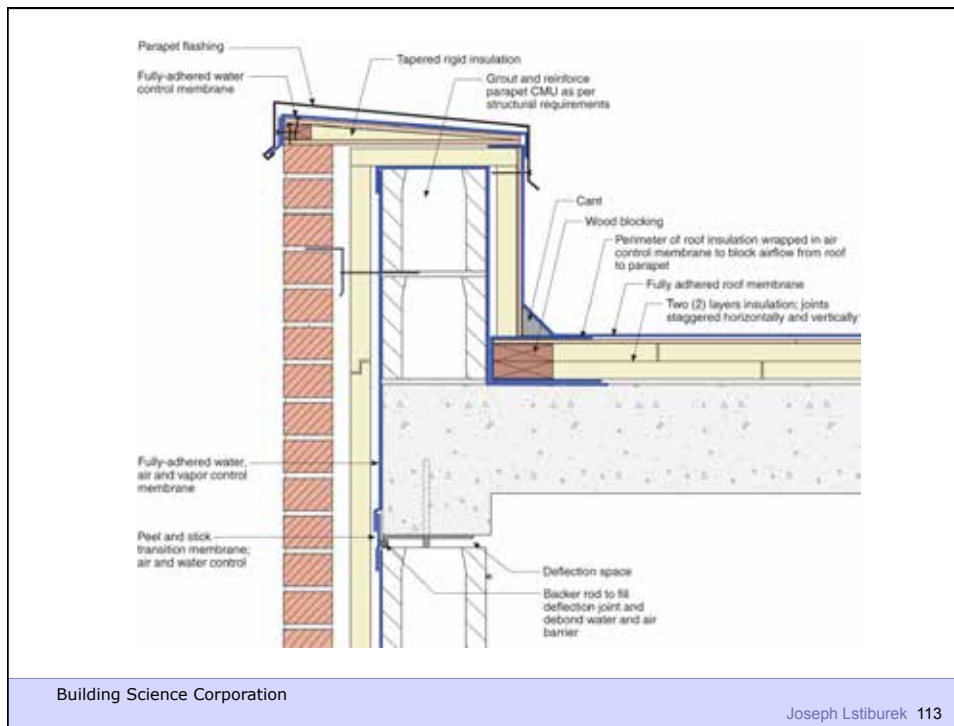 Parapet flashing
Tapered rigid insulation
Fully-adhered water
control membrane
Grout and reinforce
parapet CMU as per
structural requirements
Cant
Wood blocking
Perimeter of roof insulation wrapped in air
control membrane to block airflow from roof
to parapet
Fully adhered roof membrane
Two (2) layers insulation; joints
staggered horizontally and vertically
Fully-adhered water,
air and vapor control
membrane
Peel and stick
transition membrane;
air and water control
Deflection space
Backer rod to fill
deflection joint and
debond water and air
barrier
Building Science Corporation
Joseph Lstiburek 113